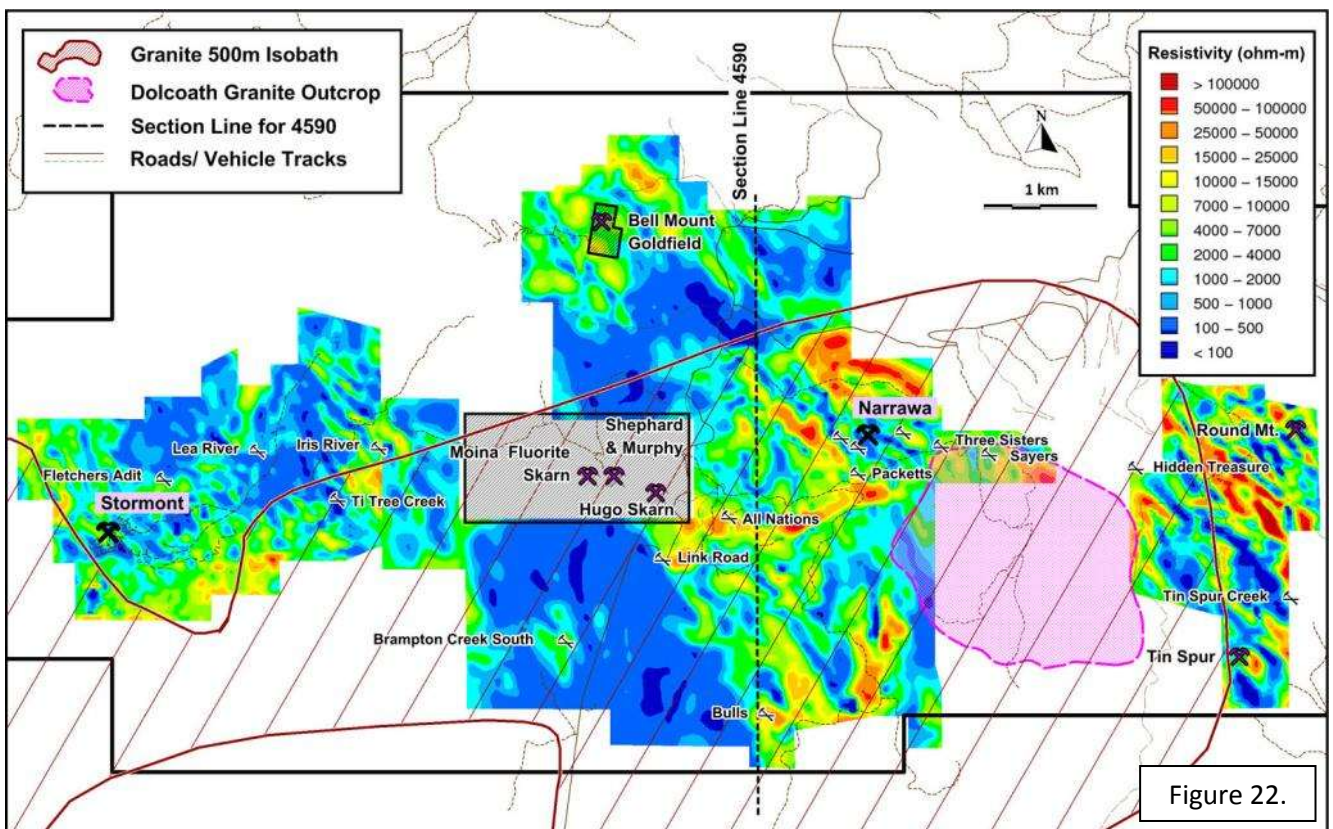 Granite 500m Isobath
Dolcoath Granite Outcrop
Section Line for 4590
Roads/ Vehicle Tracks
Section Line 4590
N
1 km
Resistivity (ohm-m)
> 100000
50000 – 100000
25000 – 50000
15000 – 25000
10000 – 15000
7000 – 10000
4000 – 7000
2000 – 4000
1000 – 2000
500 – 1000
100 – 500
< 100
Bell Mount
Goldfield
Shephard
& Murphy
Moina Fluorite
Skarn
Hugo Skarn
Narrawa
Three Sisters
Sayers
Packetts
Round Mt.
Hidden Treasure
Lea River
Iris River
Fletchers Adit
Stormont
Ti Tree Creek
All Nations
Link Road
Brampton Creek South
Bulls
Tin Spur Creek
Tin Spur
Figure 22.